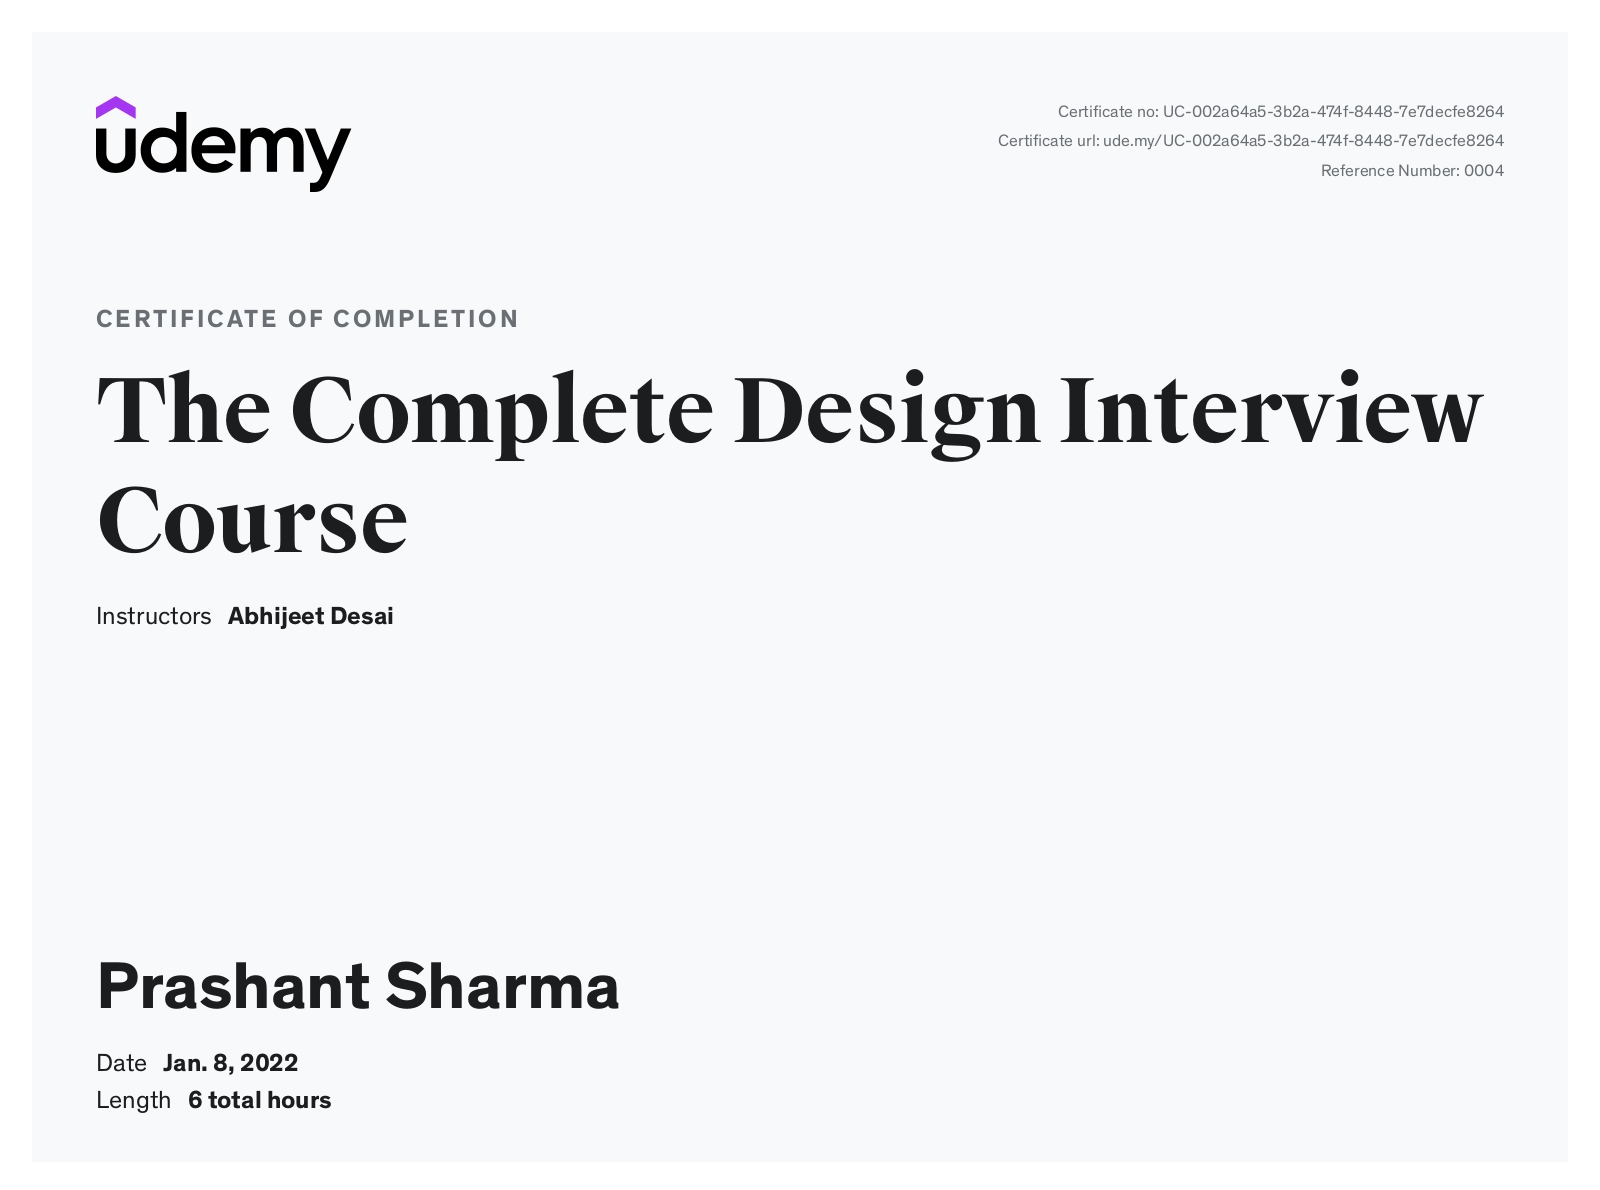 udemy
Certificate no: UC-002a64a5-3b2a-474f-8448-7e7decfe8264
Certificate url: ude.my/UC-002a64a5-3b2a-474f-8448-7e7decfe8264
Reference Number: 0004
CERTIFICATE OF COMPLETION
The Complete Design Interview
Course
Instructors Abhijeet Desai
Prashant Sharma
Date Jan. 8, 2022
Length 6 total hours